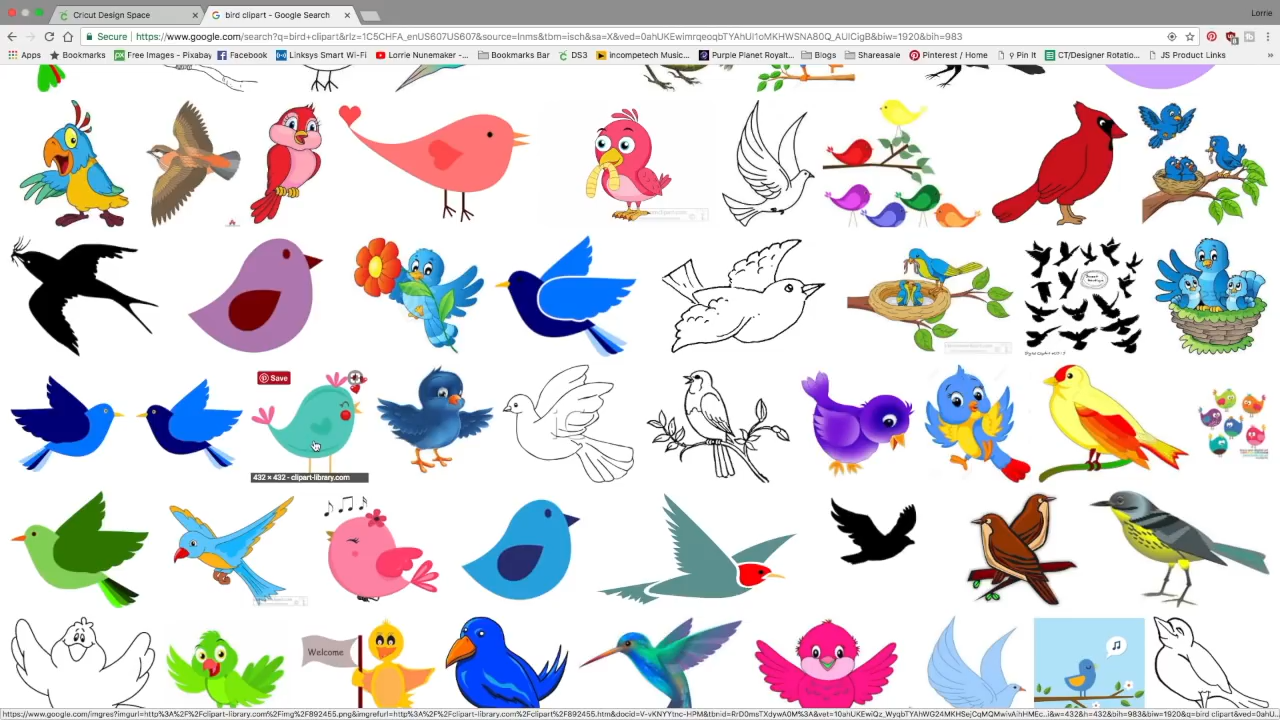 Cricut Design Space
bird clipart - Google Search
Lorrie
Secure
https://www.google.com/search?q=bird+clipart&rlz=1C5CHFA_enUS607US607&source=lnms&tbm=isch&sa=X&ved=0ahUKEwimrqeoqbTYAhUi1oMKHWSNA80Q_AUICigB&biw=1920&bih=983
Apps
Free Images - Pixabay
Facebook
Linksys Smart Wi-Fi
Lorrie Nunemaker -...
Bookmarks Bar
DS3
incompetech Music...
Purple Planet Royalt...
Blogs
Shareasale
Pinterest / Home
Pin It
CT/Designer Rotatio...
JS Product Links
Save
432 × 432 - clipart-library.com
Welcome